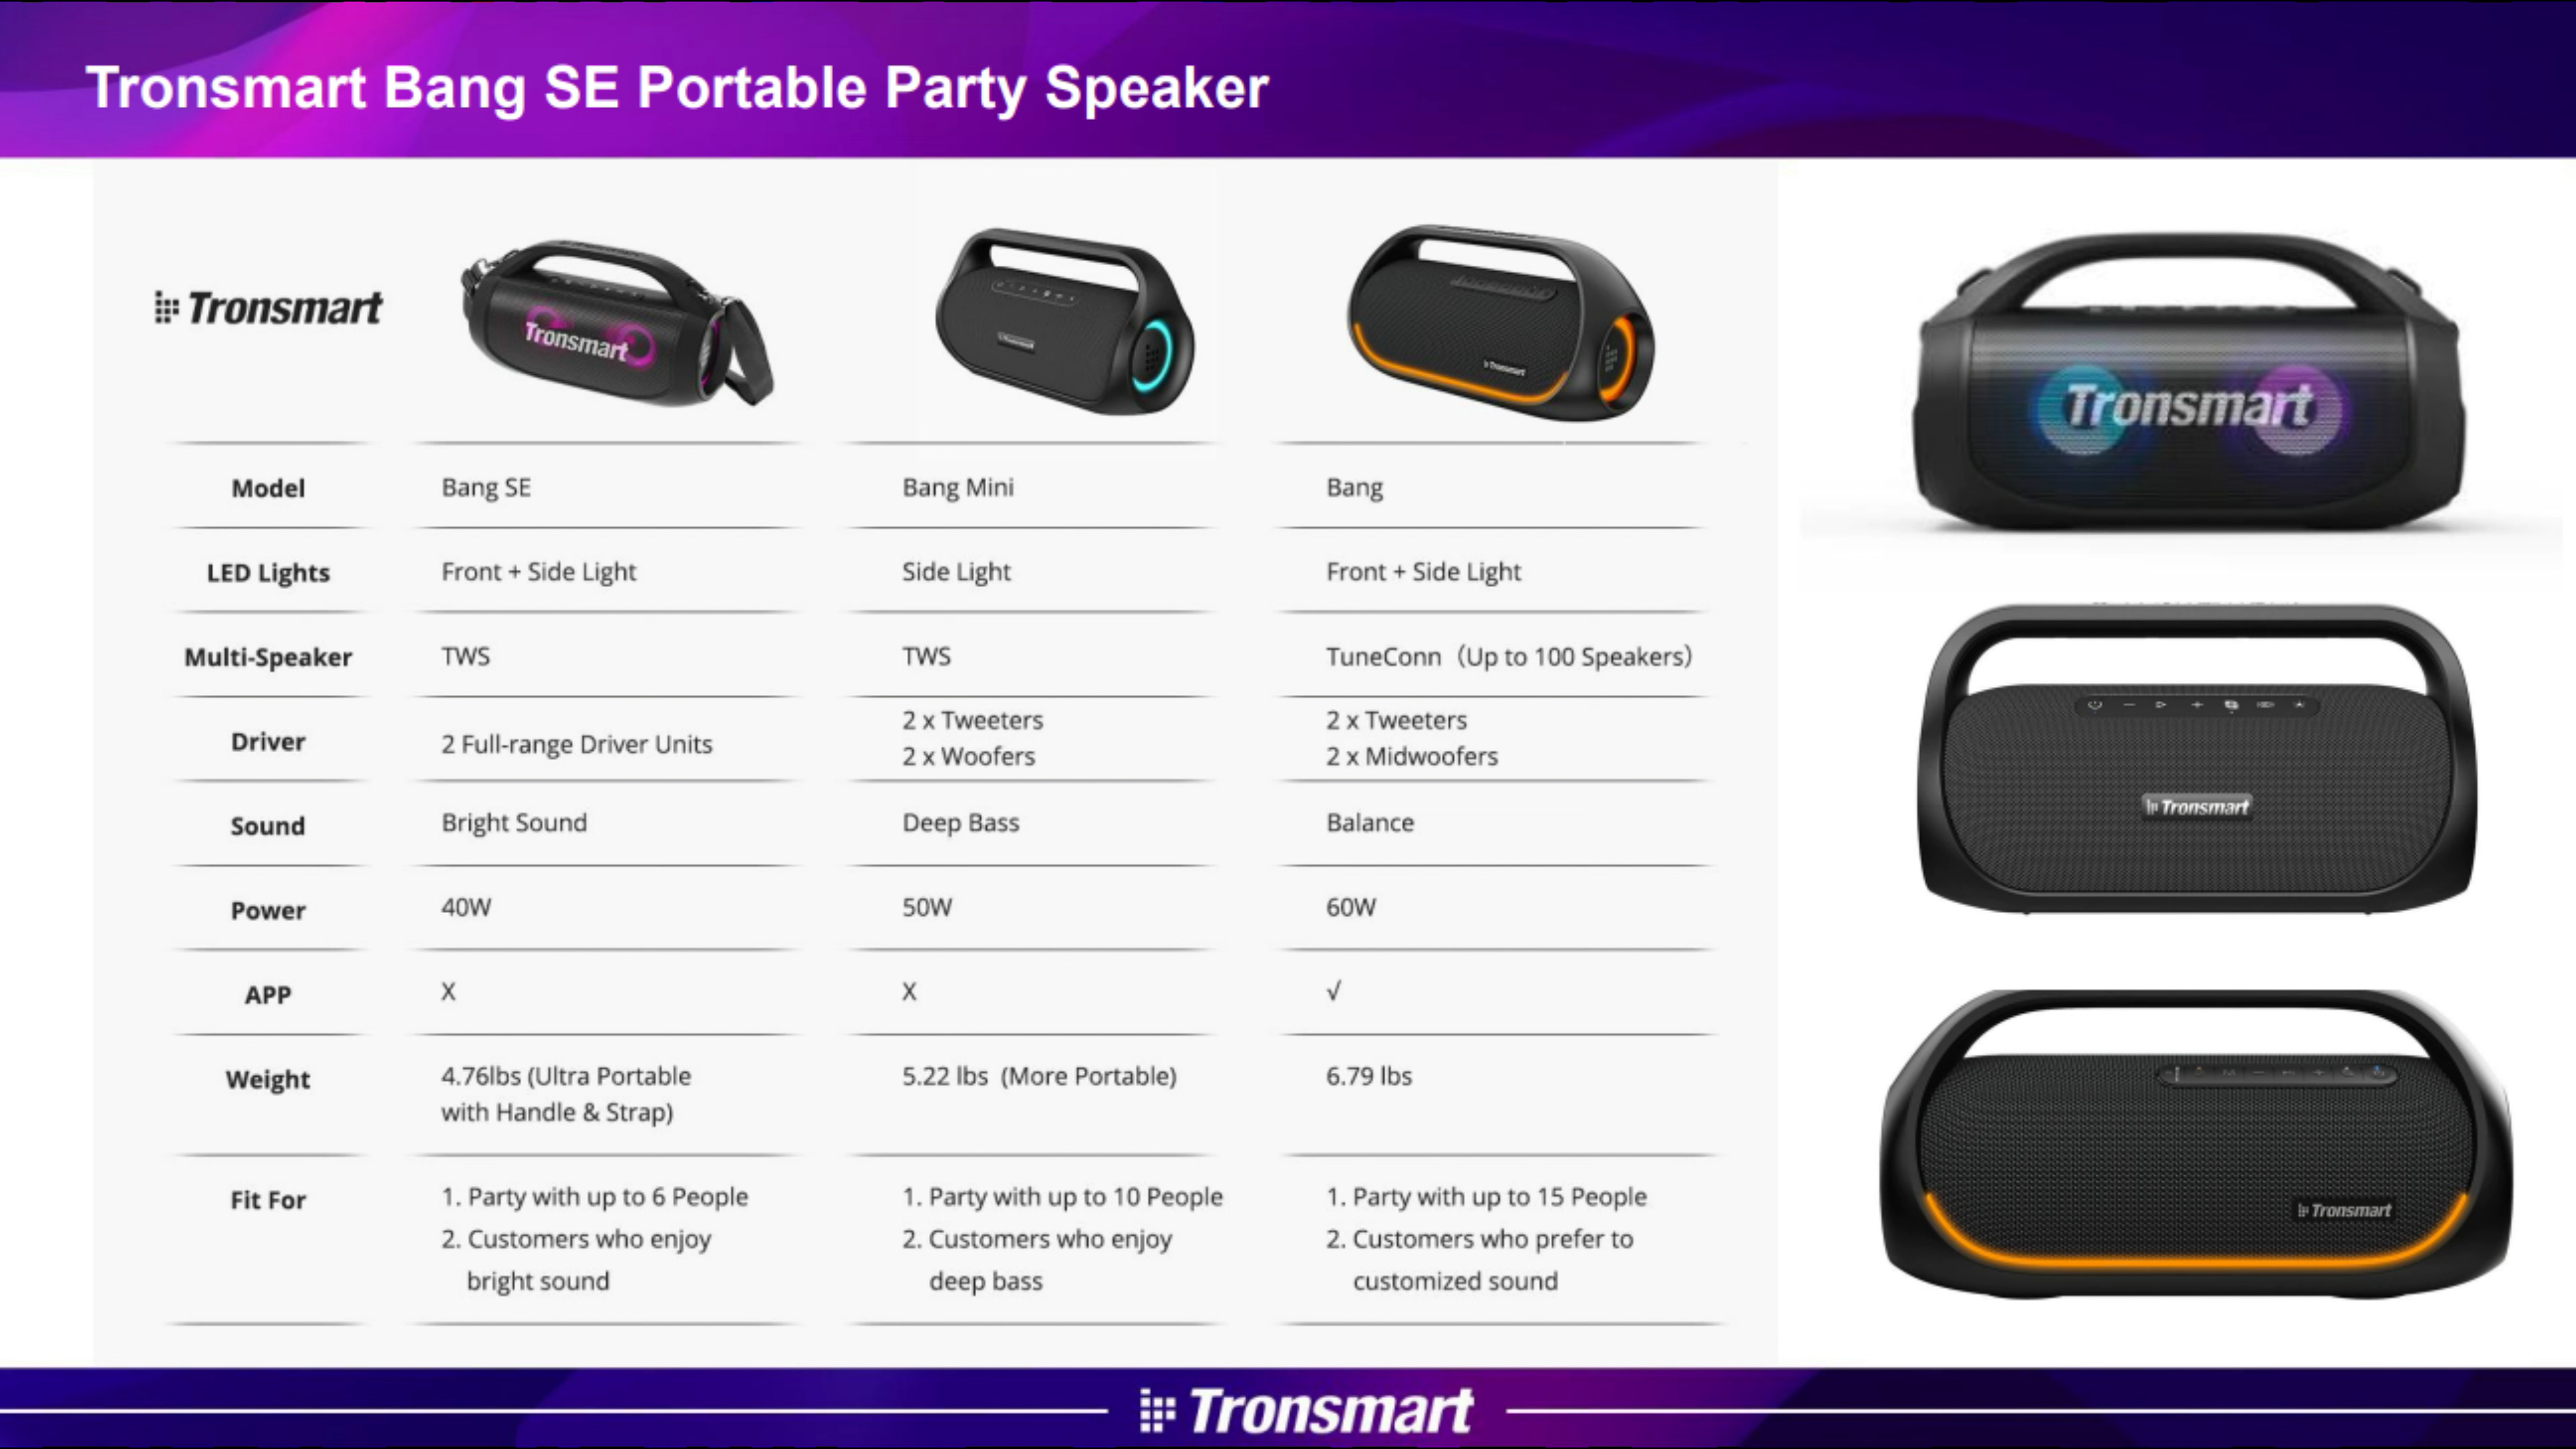 Tronsmart Bang SE Portable Party Speaker
Tronsmart
Tronsmart
Tronsmart
Tronsmart
Model Bang SE Bang Mini Bang
LED Lights Front + Side Light Side Light Front + Side Light
Multi-Speaker TWS TWS TuneConn（Up to 100 Speakers）
Driver 2 Full-range Driver Units 2 x Tweeters 2 x Tweeters
2 x Woofers 2 x Midwoofers
Sound Bright Sound Deep Bass Balance
Power 40W 50W 60W
APP X X √
Weight 4.76lbs (Ultra Portable 5.22 lbs (More Portable) 6.79 lbs
with Handle & Strap)
Fit For 1. Party with up to 6 People 1. Party with up to 10 People 1. Party with up to 15 People
2. Customers who enjoy 2. Customers who enjoy 2. Customers who prefer to
bright sound deep bass customized sound
Tronsmart
Tronsmart
Tronsmart
Tronsmart